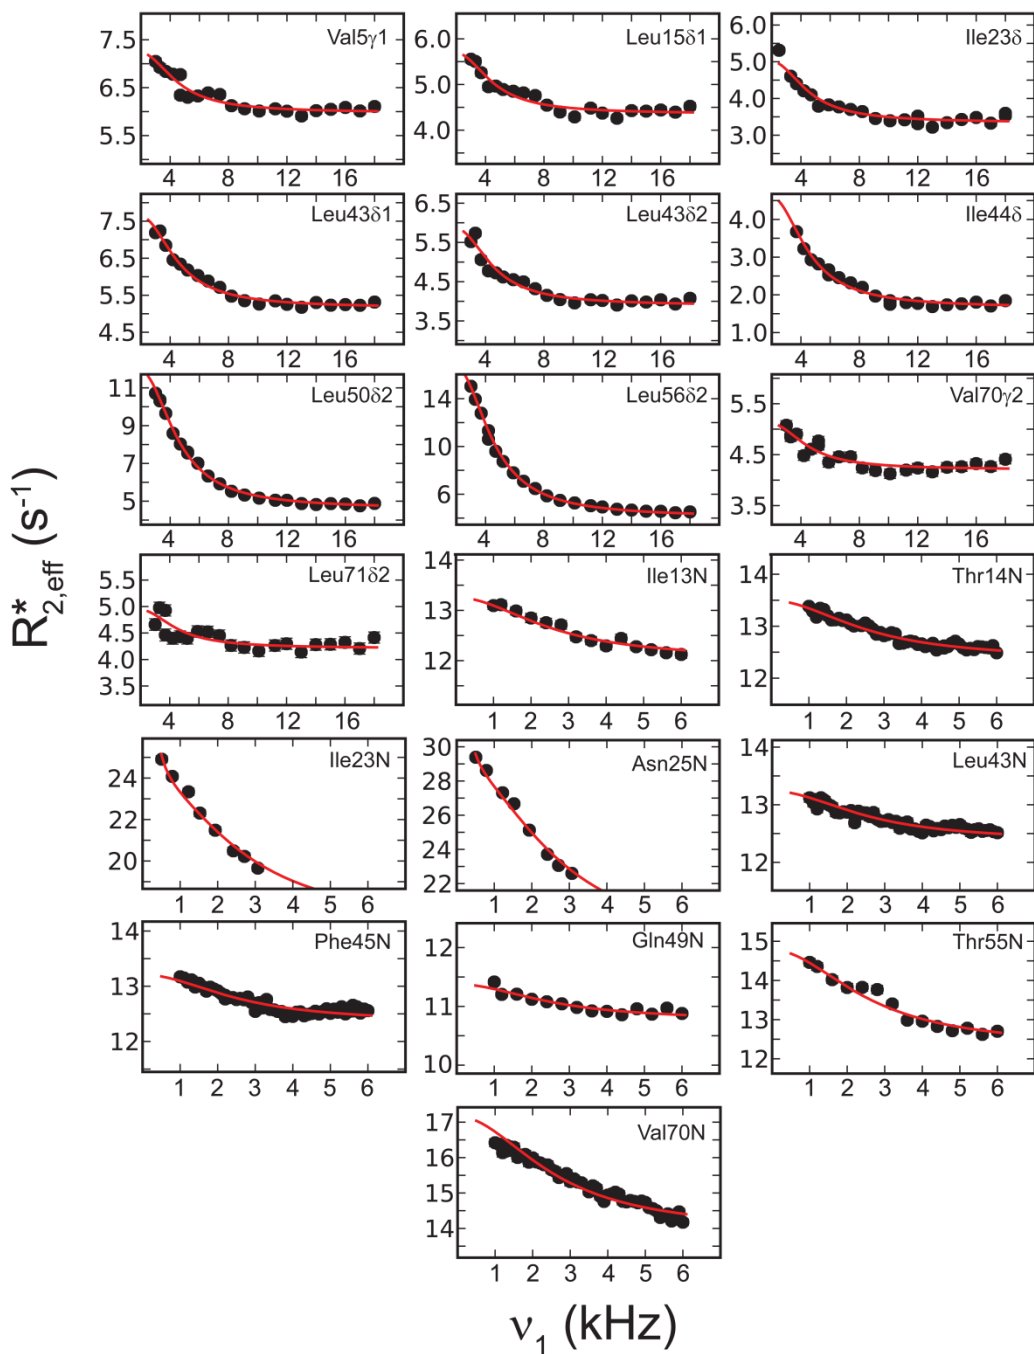 R*2,eff (s-1)
Val5γ1
7.5
6.5
5.5
4 8 12 16
Leu15δ1
6.0
5.0
4.0
4 8 12 16
Ile23δ
6.0
5.0
4.0
3.0
4 8 12 16
Leu43δ1
7.5
6.5
5.5
4.5
4 8 12 16
Leu43δ2
6.5
5.5
4.5
3.5
4 8 12 16
Ile44δ
4.0
3.0
2.0
1.0
4 8 12 16
Leu50δ2
11
9
7
5
4 8 12 16
Leu56δ2
14
10
6
4 8 12 16
Val70γ2
5.5
4.5
3.5
4 8 12 16
Leu71δ2
5.5
5.0
4.5
4.0
3.5
4 8 12 16
Ile13N
14
13
12
1 2 3 4 5 6
Thr14N
14
13
12
1 2 3 4 5 6
Ile23N
24
22
20
1 2 3 4 5 6
Asn25N
30
28
26
24
22
1 2 3 4 5 6
Leu43N
14
13
12
1 2 3 4 5 6
Phe45N
14
13
12
1 2 3 4 5 6
Gln49N
12
11
10
1 2 3 4 5 6
Thr55N
15
14
13
12
1 2 3 4 5 6
Val70N
17
16
15
14
1 2 3 4 5 6
ν1 (kHz)